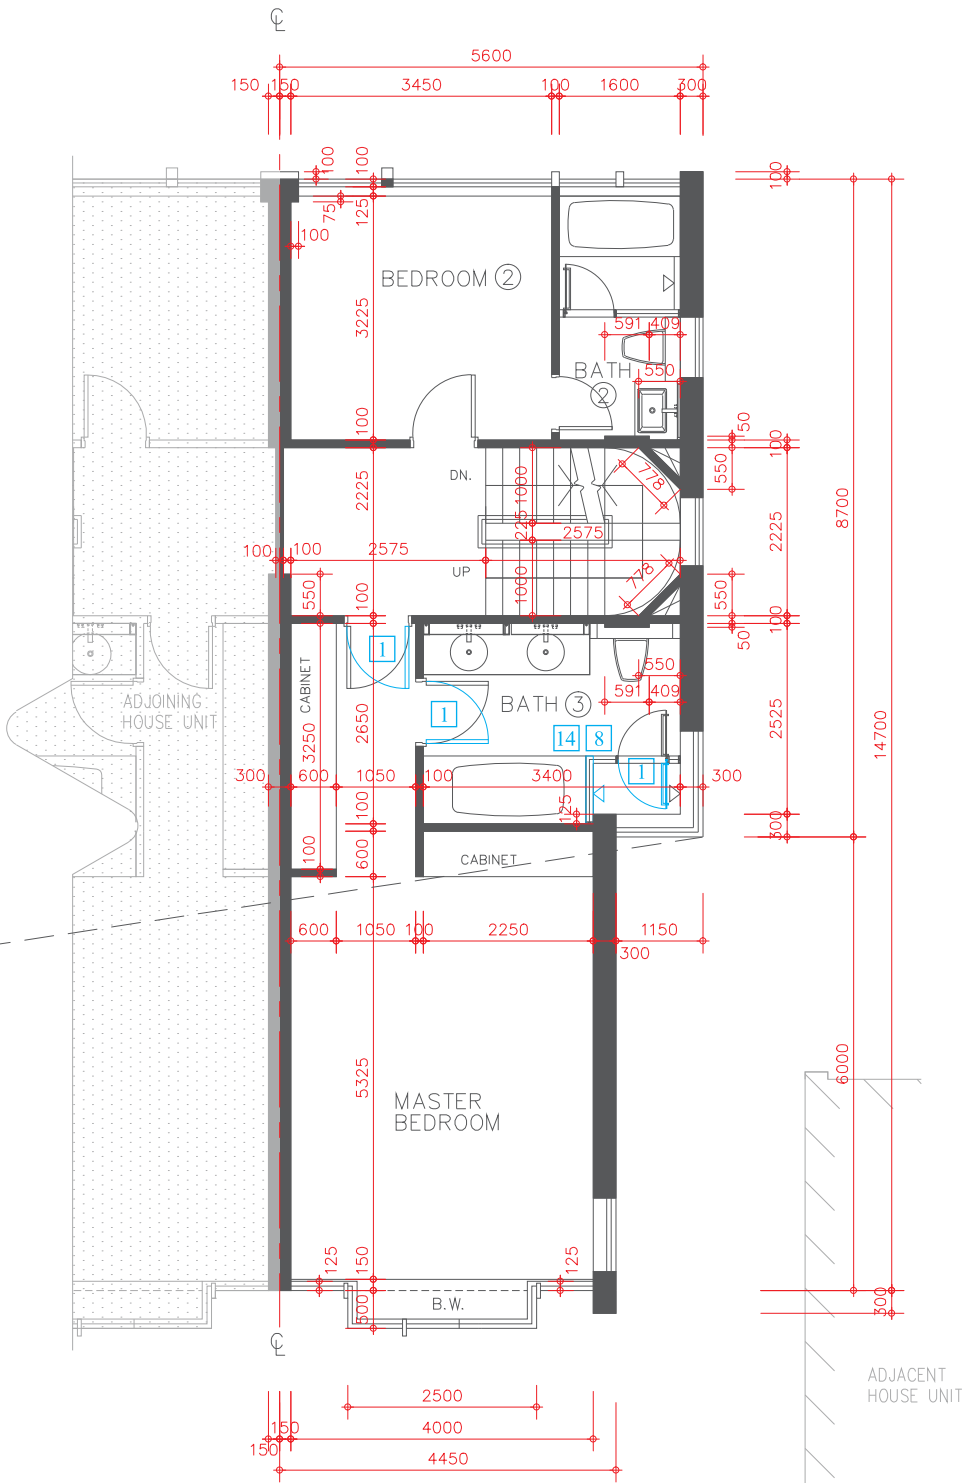 ℄
5600
150 150 3450 100 1600 300
100 100 100
75 125
100
BEDROOM 2
3225
591 409
BATH 2
550
100 50
100
DN.
2225 1000 778 550
8700
225 2575 2225
100 100 2575
UP
550 100 1000 778 550
100
50
1
CABINET
ADJOINING
HOUSE UNIT
550
591 409
1 BATH 3
3250 2650 2525
14 8
14700
300 600 1050 100 3400 1 300
100 125 300
100 600
CABINET
600 1050 100 2250 1150
300
5325 6000
MASTER
BEDROOM
125 150 125
500 300
B.W.
℄
ADJACENT
HOUSE UNIT
2500
150 4000
150
4450